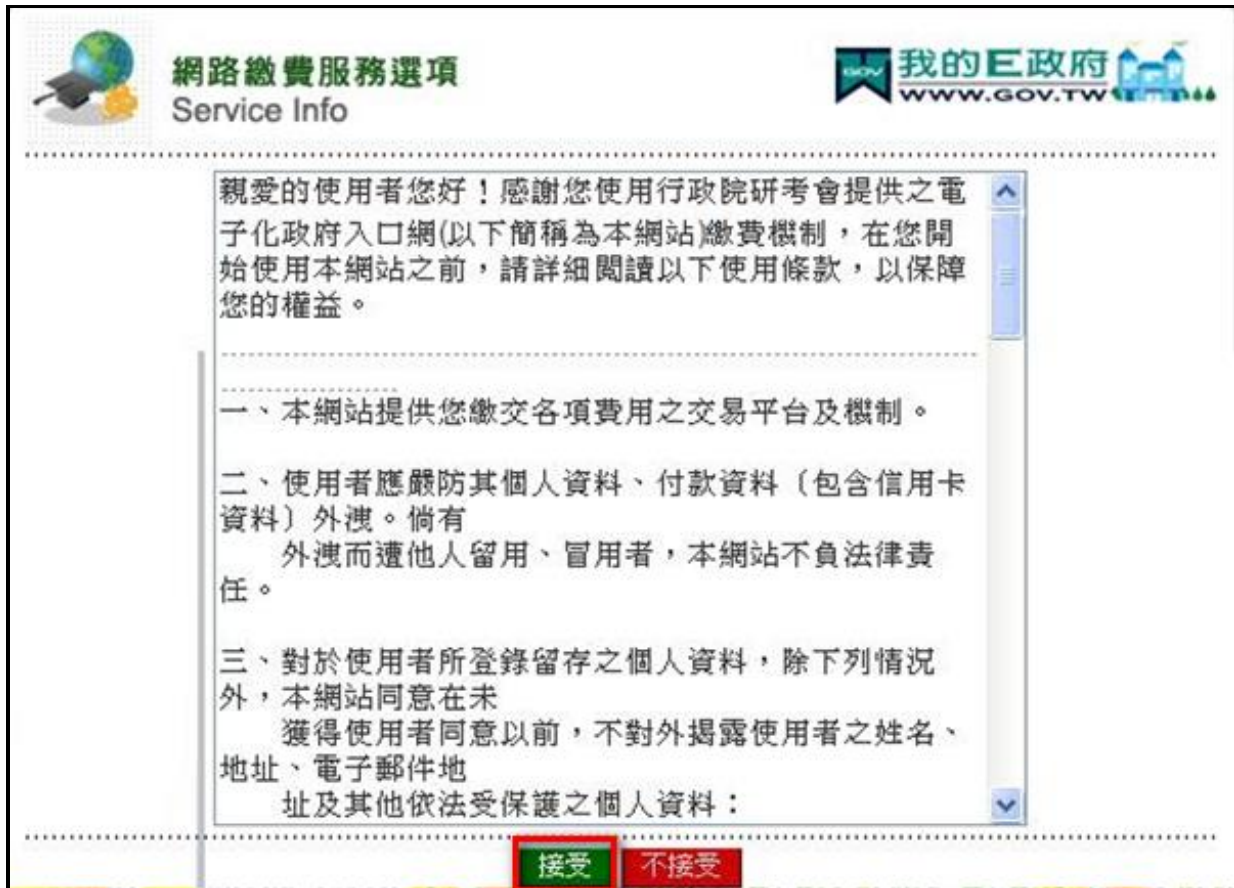 網路繳費服務選項
Service Info
GOV
我的E政府
WWW.GOV.TW
親愛的使用者您好！感謝您使用行政院研考會提供之電
子化政府入口網(以下簡稱為本網站)繳費機制，在您開
始使用本網站之前，請詳細閱讀以下使用條款，以保障
您的權益。
一、本網站提供您繳交各項費用之交易平台及機制。
二、使用者應嚴防其個人資料、付款資料〔包含信用卡
資料〕外洩。倘有
外洩而遭他人留用、冒用者，本網站不負法律責
任。
三、對於使用者所登錄留存之個人資料，除下列情況
外，本網站同意在未
獲得使用者同意以前，不對外揭露使用者之姓名、
地址、電子郵件地
址及其他依法受保護之個人資料：
接受
不接受